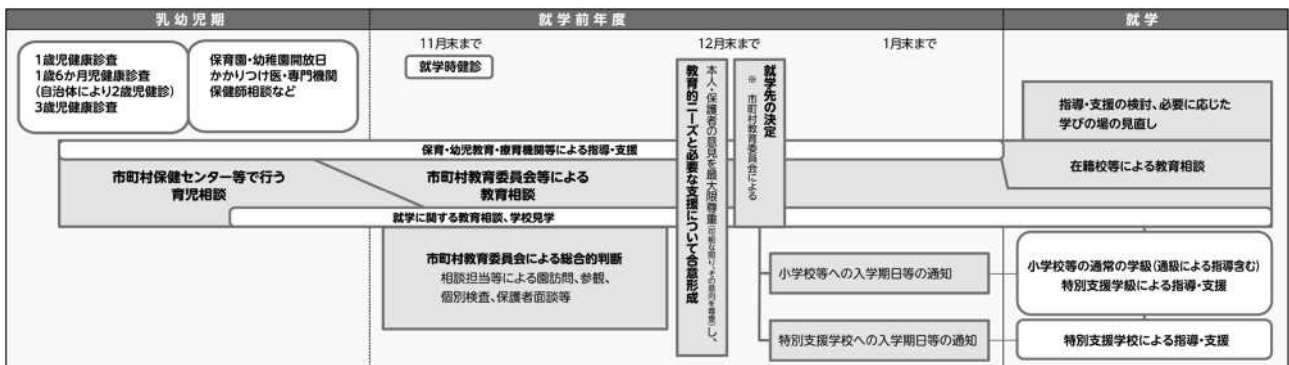 乳幼児期
就学前年度
就学
1歳児健康診査
1歳6か月児健康診査
(自治体により2歳児健診)
3歳児健康診査
保育園・幼稚園開放日
かかりつけ医・専門機関
保健師相談など
11月末まで
就学時健診
12月末まで
1月末まで
本人・保護者の意見を最大限尊重(可能な限り、その意向を尊重)し、
教育的ニーズと必要な支援について合意形成
就学先の決定
※ 市町村教育委員会による
指導・支援の検討、必要に応じた
学びの場の見直し
保育・幼児教育・療育機関等による指導・支援
市町村保健センター等で行う
育児相談
市町村教育委員会等による
教育相談
在籍校等による教育相談
就学に関する教育相談、学校見学
市町村教育委員会による総合的判断
相談担当等による園訪問、参観、
個別検査、保護者面談等
小学校等への入学期日等の通知
小学校等の通常の学級(通級による指導含む)
特別支援学級による指導・支援
特別支援学校への入学期日等の通知
特別支援学校による指導・支援